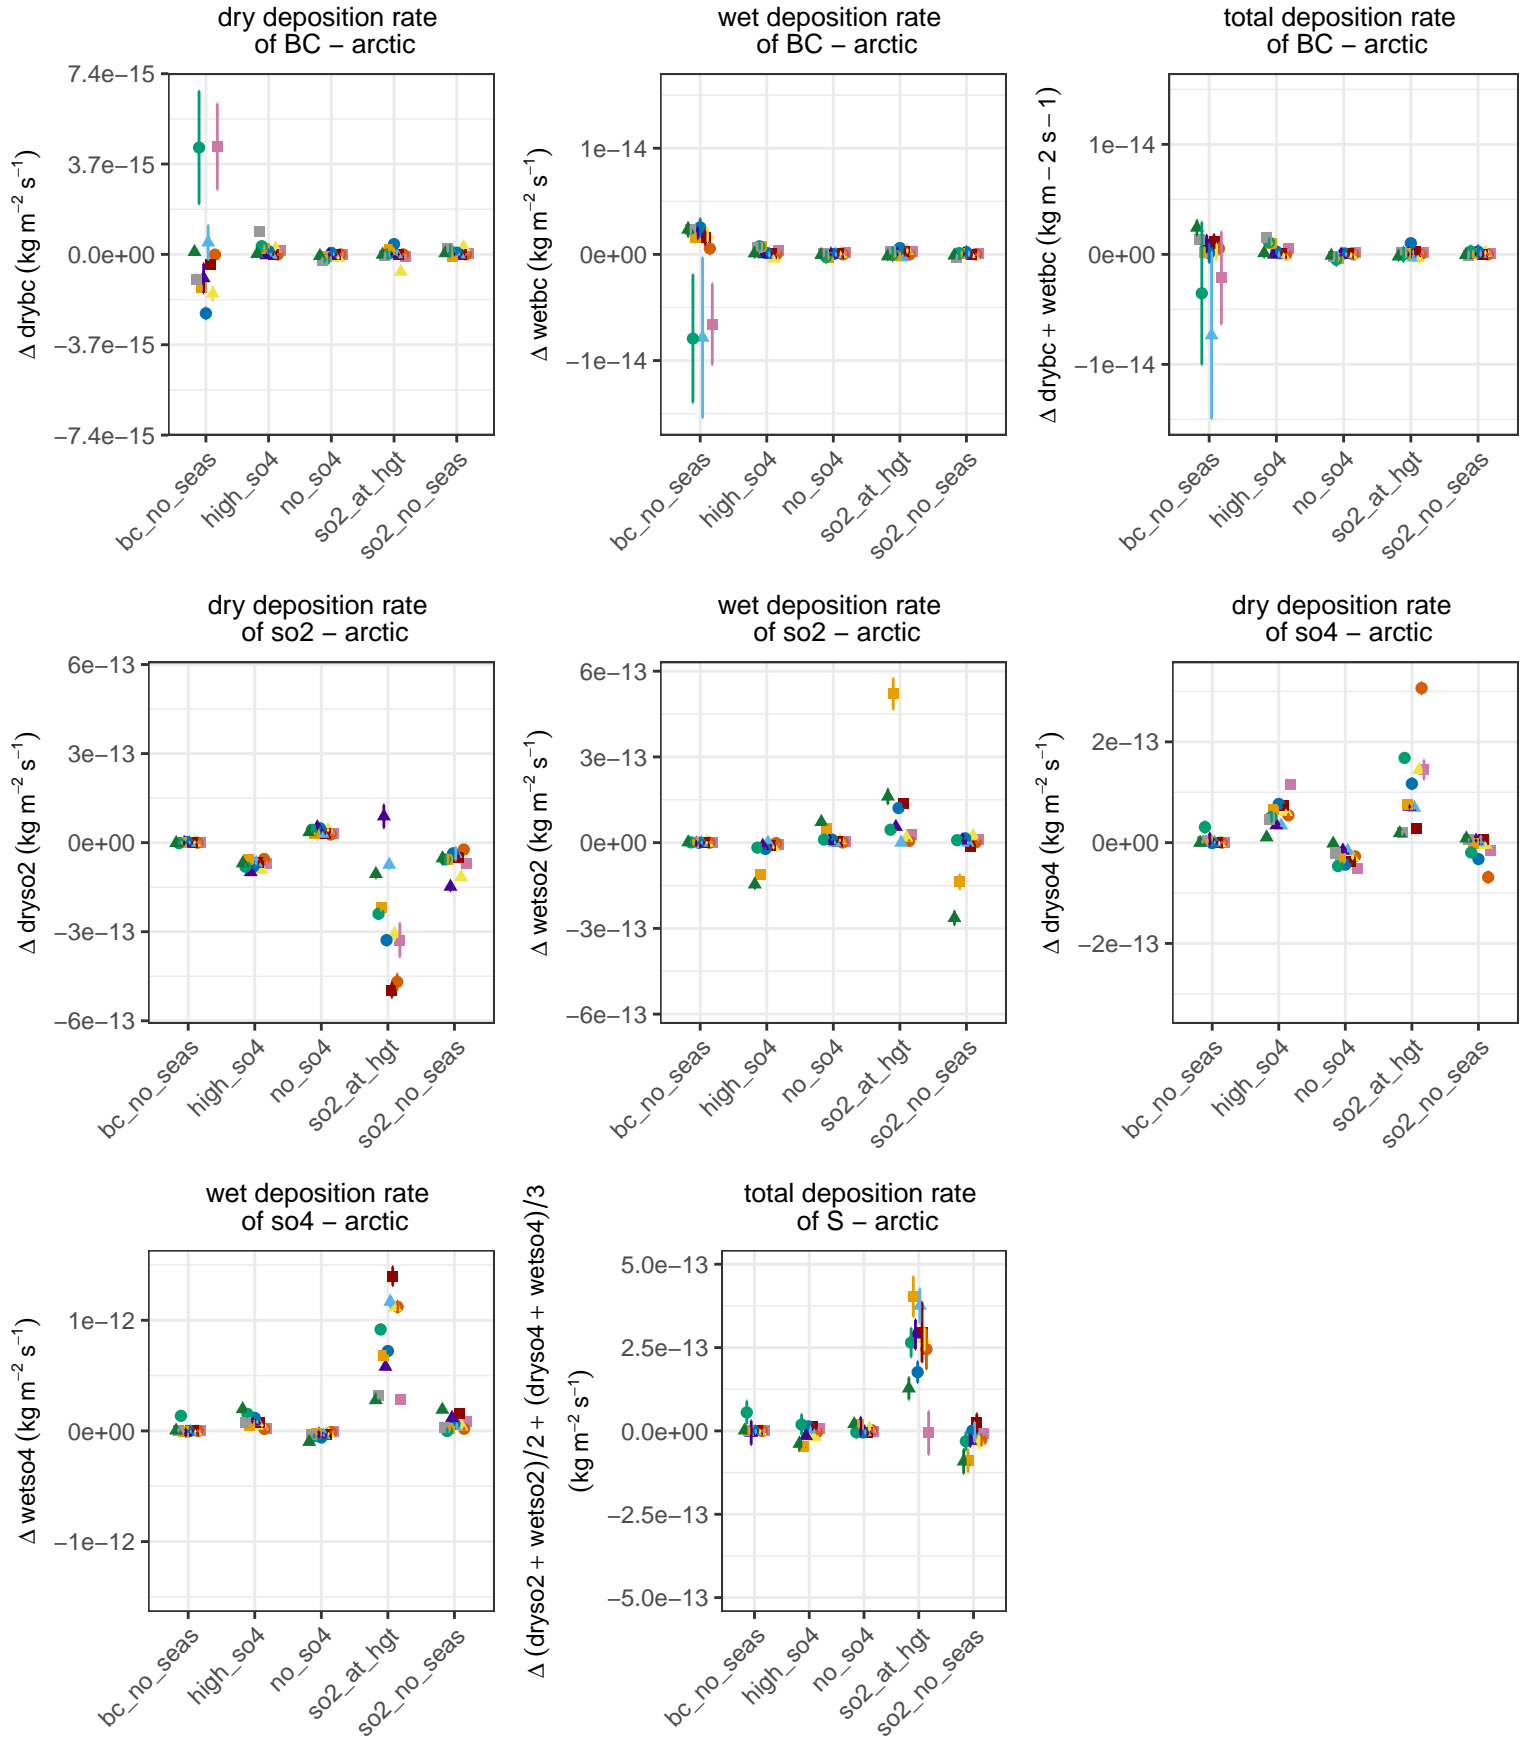 dry deposition rate
of BC − arctic
Δ drybc (kg m⁻² s⁻¹)
7.4e−15
3.7e−15
0.0e+00
−3.7e−15
−7.4e−15
bc_no_seas
high_so4
no_so4
so2_at_hgt
so2_no_seas
wet deposition rate
of BC − arctic
Δ wetbc (kg m⁻² s⁻¹)
1e−14
0e+00
−1e−14
bc_no_seas
high_so4
no_so4
so2_at_hgt
so2_no_seas
total deposition rate
of BC − arctic
Δ drybc + wetbc (kg m − 2 s − 1)
1e−14
0e+00
−1e−14
bc_no_seas
high_so4
no_so4
so2_at_hgt
so2_no_seas
dry deposition rate
of so2 − arctic
Δ dryso2 (kg m⁻² s⁻¹)
6e−13
3e−13
0e+00
−3e−13
−6e−13
bc_no_seas
high_so4
no_so4
so2_at_hgt
so2_no_seas
wet deposition rate
of so2 − arctic
Δ wetso2 (kg m⁻² s⁻¹)
6e−13
3e−13
0e+00
−3e−13
−6e−13
bc_no_seas
high_so4
no_so4
so2_at_hgt
so2_no_seas
dry deposition rate
of so4 − arctic
Δ dryso4 (kg m⁻² s⁻¹)
2e−13
0e+00
−2e−13
bc_no_seas
high_so4
no_so4
so2_at_hgt
so2_no_seas
wet deposition rate
of so4 − arctic
Δ wetso4 (kg m⁻² s⁻¹)
1e−12
0e+00
−1e−12
bc_no_seas
high_so4
no_so4
so2_at_hgt
so2_no_seas
total deposition rate
of S − arctic
Δ (dryso2 + wetso2)/2 + (dryso4 + wetso4)/3
(kg m⁻² s⁻¹)
5.0e−13
2.5e−13
0.0e+00
−2.5e−13
−5.0e−13
bc_no_seas
high_so4
no_so4
so2_at_hgt
so2_no_seas